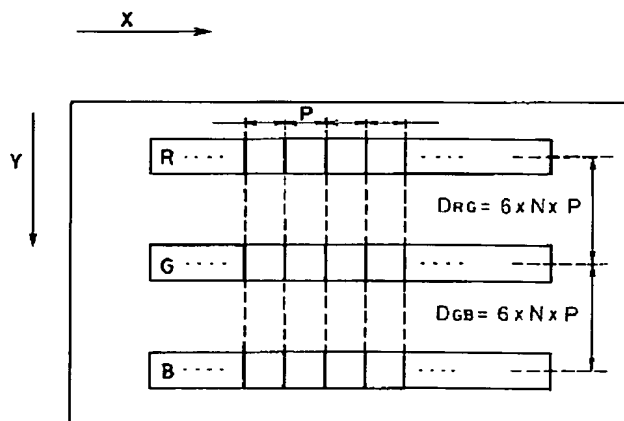 X
Y
P
R ···· ····
DRG = 6 x N x P
G ···· ····
DGB = 6 x N x P
B ···· ····